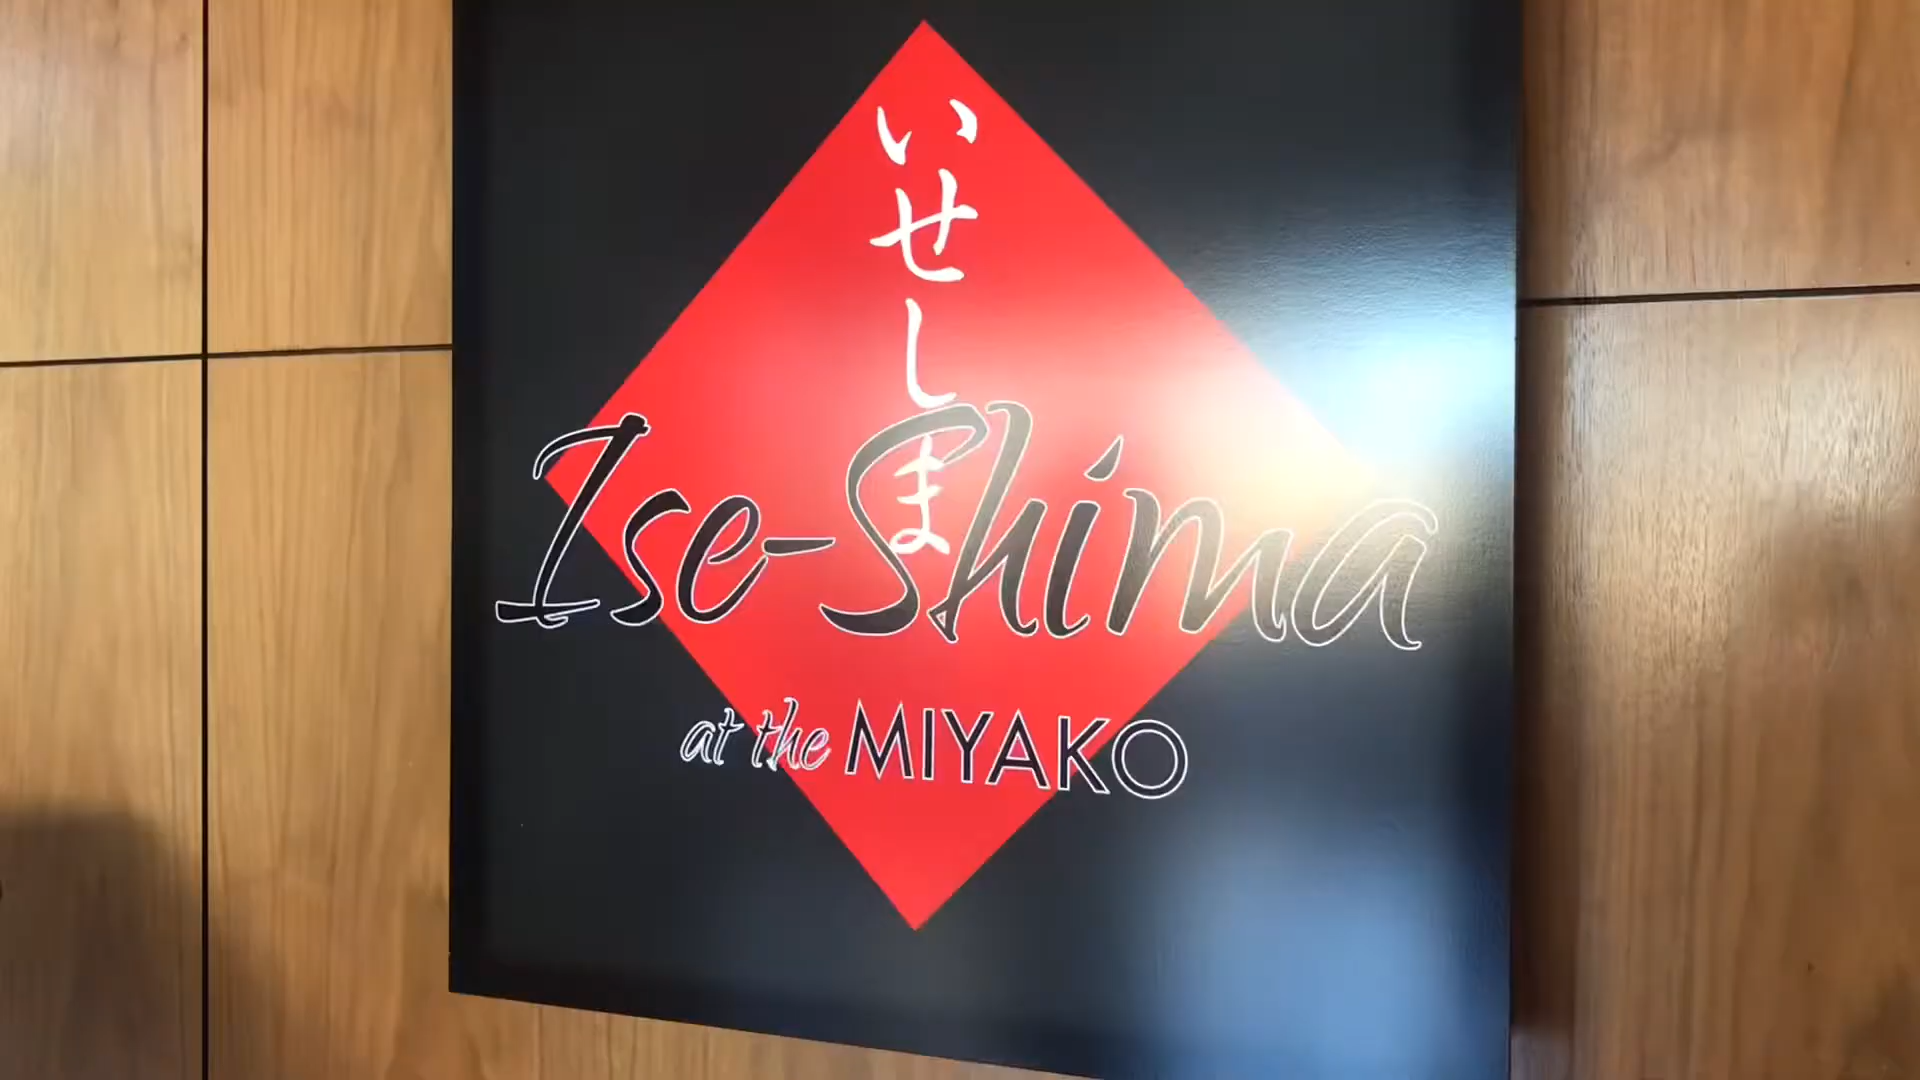 いせしま
Ise-Shima
at the MIYAKO